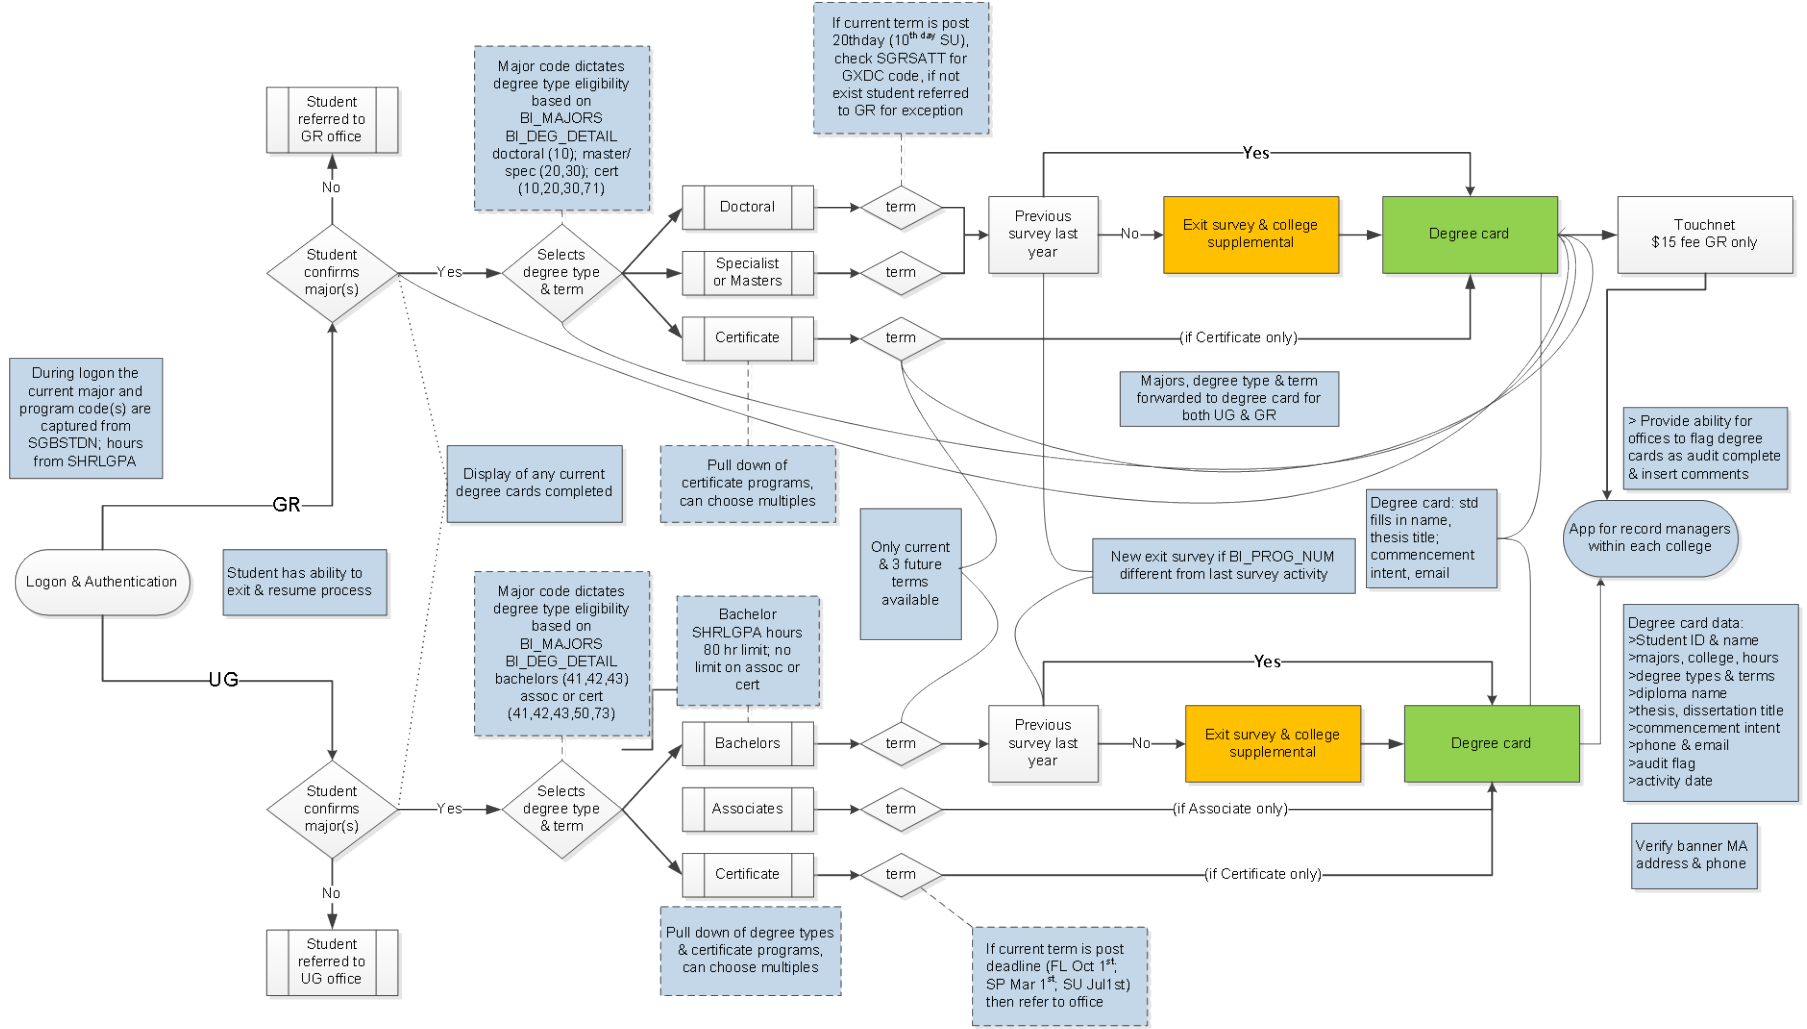 If current term is post
20thday (10th day SU),
check SGRSATT for
GXDC code, if not
exist student referred
to GR for exception
Major code dictates
degree type eligibility
based on
BI_MAJORS
BI_DEG_DETAIL
doctoral (10); master/
spec (20,30); cert
(10,20,30,71)
Student
referred to
GR office
No
Student
confirms
major(s)
Yes
Selects
degree type
& term
Doctoral
term
Specialist
or Masters
term
Certificate
term
Previous
survey last
year
Yes
No
Exit survey & college
supplemental
Degree card
Touchnet
$15 fee GR only
(if Certificate only)
Majors, degree type & term
forwarded to degree card for
both UG & GR
During logon the
current major and
program code(s) are
captured from
SGBSTDN; hours
from SHRLGPA
Display of any current
degree cards completed
Pull down of
certificate programs,
can choose multiples
> Provide ability for
offices to flag degree
cards as audit complete
& insert comments
GR
Logon & Authentication
Student has ability to
exit & resume process
UG
Only current
& 3 future
terms
available
New exit survey if BI_PROG_NUM
different from last survey activity
Degree card: std
fills in name,
thesis title;
commencement
intent, email
App for record managers
within each college
Major code dictates
degree type eligibility
based on
BI_MAJORS
BI_DEG_DETAIL
bachelors (41,42,43)
assoc or cert
(41,42,43,50,73)
Bachelor
SHRLGPA hours
80 hr limit; no
limit on assoc or
cert
Degree card data:
>Student ID & name
>majors, college, hours
>degree types & terms
>diploma name
>thesis, dissertation title
>commencement intent
>phone & email
>audit flag
>activity date
Student
confirms
major(s)
Yes
Selects
degree type
& term
Bachelors
term
Associates
term
Certificate
term
Previous
survey last
year
Yes
No
Exit survey & college
supplemental
Degree card
(if Associate only)
(if Certificate only)
No
Student
referred to
UG office
Pull down of degree types
& certificate programs,
can choose multiples
If current term is post
deadline (FL Oct 1st;
SP Mar 1st; SU Jul1st)
then refer to office
Verify banner MA
address & phone